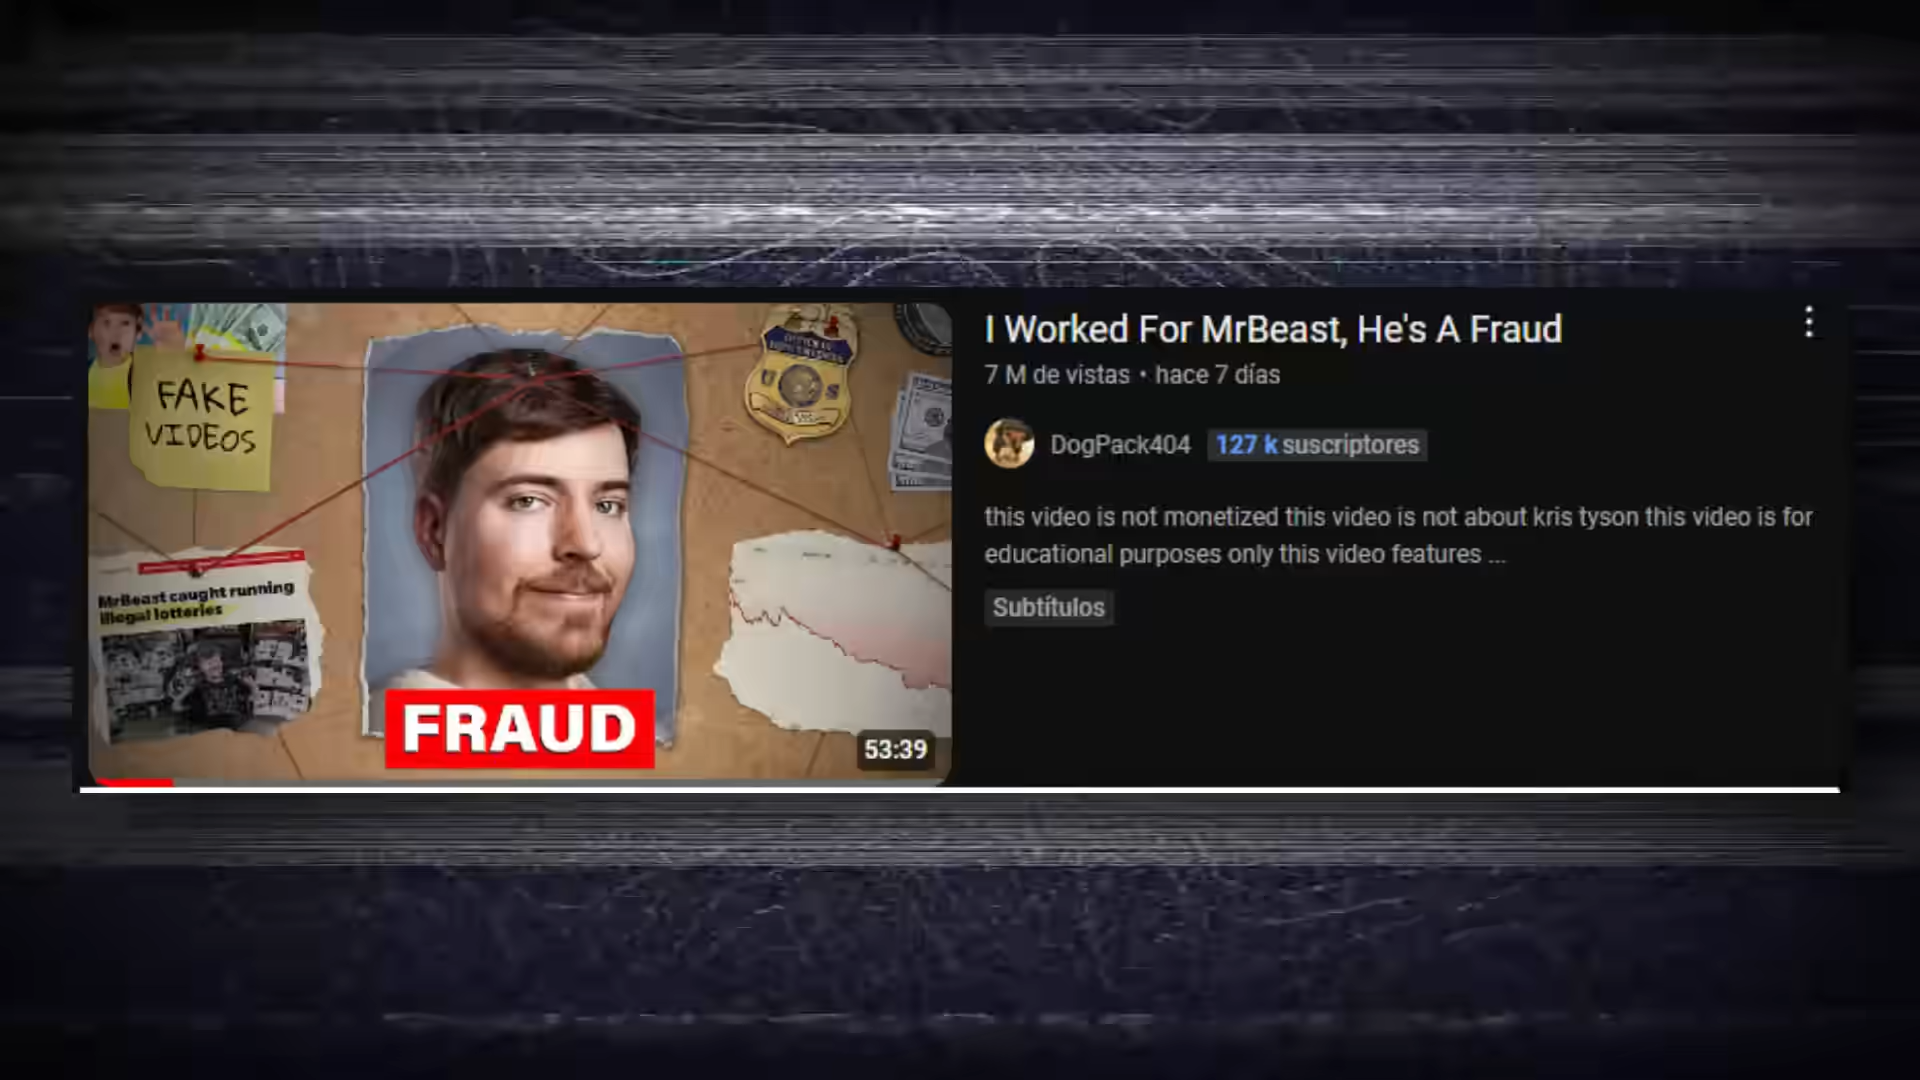 FAKE
VIDEOS
MrBeast caught running
illegal lotteries
FRAUD
53:39
I Worked For MrBeast, He's A Fraud
7 M de vistas • hace 7 días
DogPack404 127 k suscriptores
this video is not monetized this video is not about kris tyson this video is for
educational purposes only this video features ...
Subtítulos